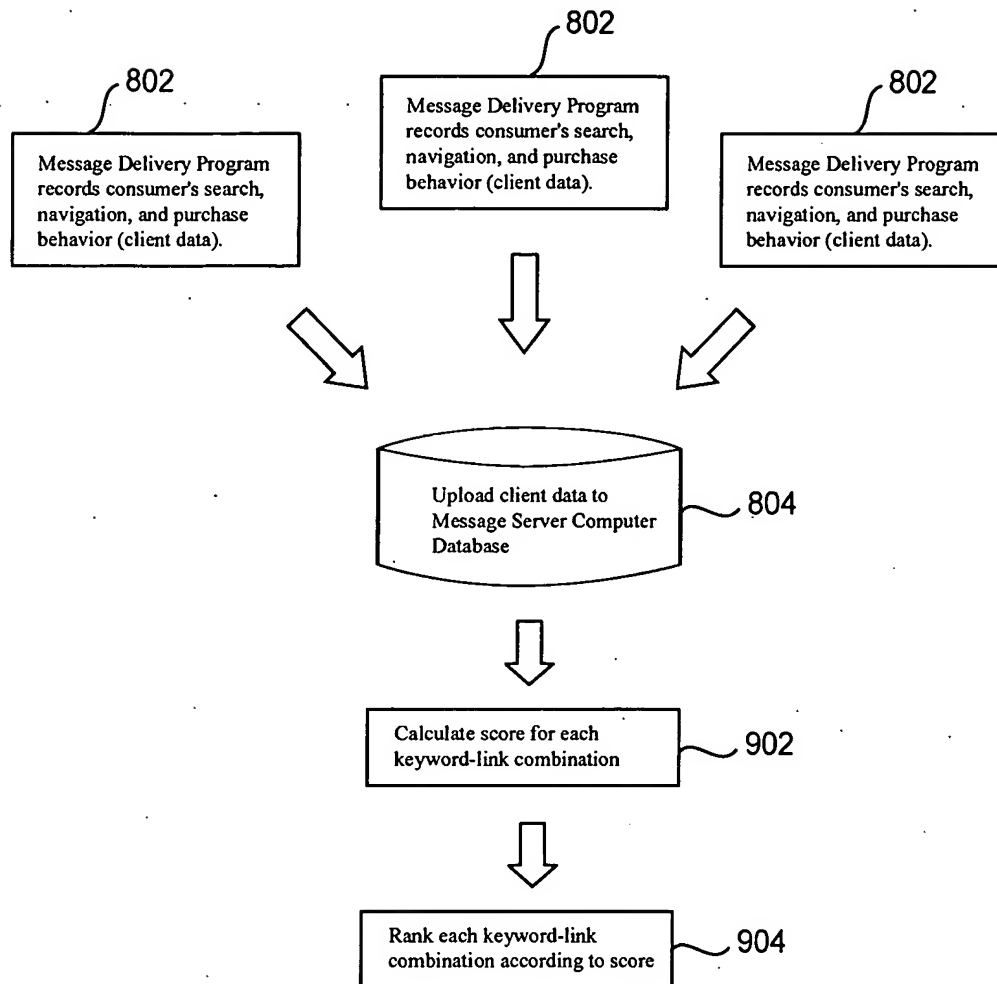 802
802
802
Message Delivery Program
records consumer's search,
navigation, and purchase
behavior (client data).
Message Delivery Program
records consumer's search,
navigation, and purchase
behavior (client data).
Message Delivery Program
records consumer's search,
navigation, and purchase
behavior (client data).
Upload client data to
Message Server Computer
Database
804
Calculate score for each
keyword-link combination
902
Rank each keyword-link
combination according to score
904